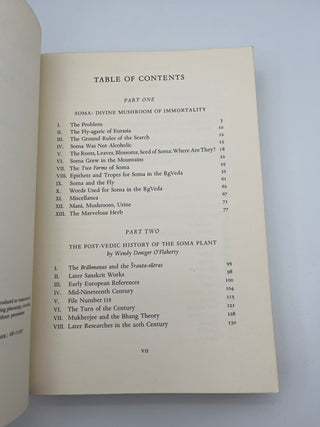 TABLE OF CONTENTS
PART ONE
SOMA: DIVINE MUSHROOM OF IMMORTALITY
I. The Problem 3
II. The Fly-agaric of Eurasia 10
III. Ground Rules of the Search 12
IV. Soma Was Not Alcoholic 15
V. The Roots, Leaves, Blossoms, Seed of Soma: Where Are They? 18
VI. Soma Grew in the Mountains 22
VII. The Two Forms of Soma 25
VIII. Epithets and Tropes for Soma in the RgVeda 35
IX. Soma and the Fly 61
X. Words Used for Soma in the RgVeda 62
XI. Miscellanea 67
XII. Mani, Mushroom, Urine 71
XIII. The Marvelous Herb 77
PART TWO
THE POST-VEDIC HISTORY OF THE SOMA PLANT
by Wendy Doniger O'Flaherty
I. The Brāhmaṇas and the Śrauta-sūtras 95
II. Later Sanskrit Works 98
III. Early European References 100
IV. Mid-Nineteenth Century 104
V. File Number 118 115
VI. The Turn of the Century 118
VII. Mukherjee and the Bhang Theory 128
VIII. Later Researches in the 20th Century 130
VII